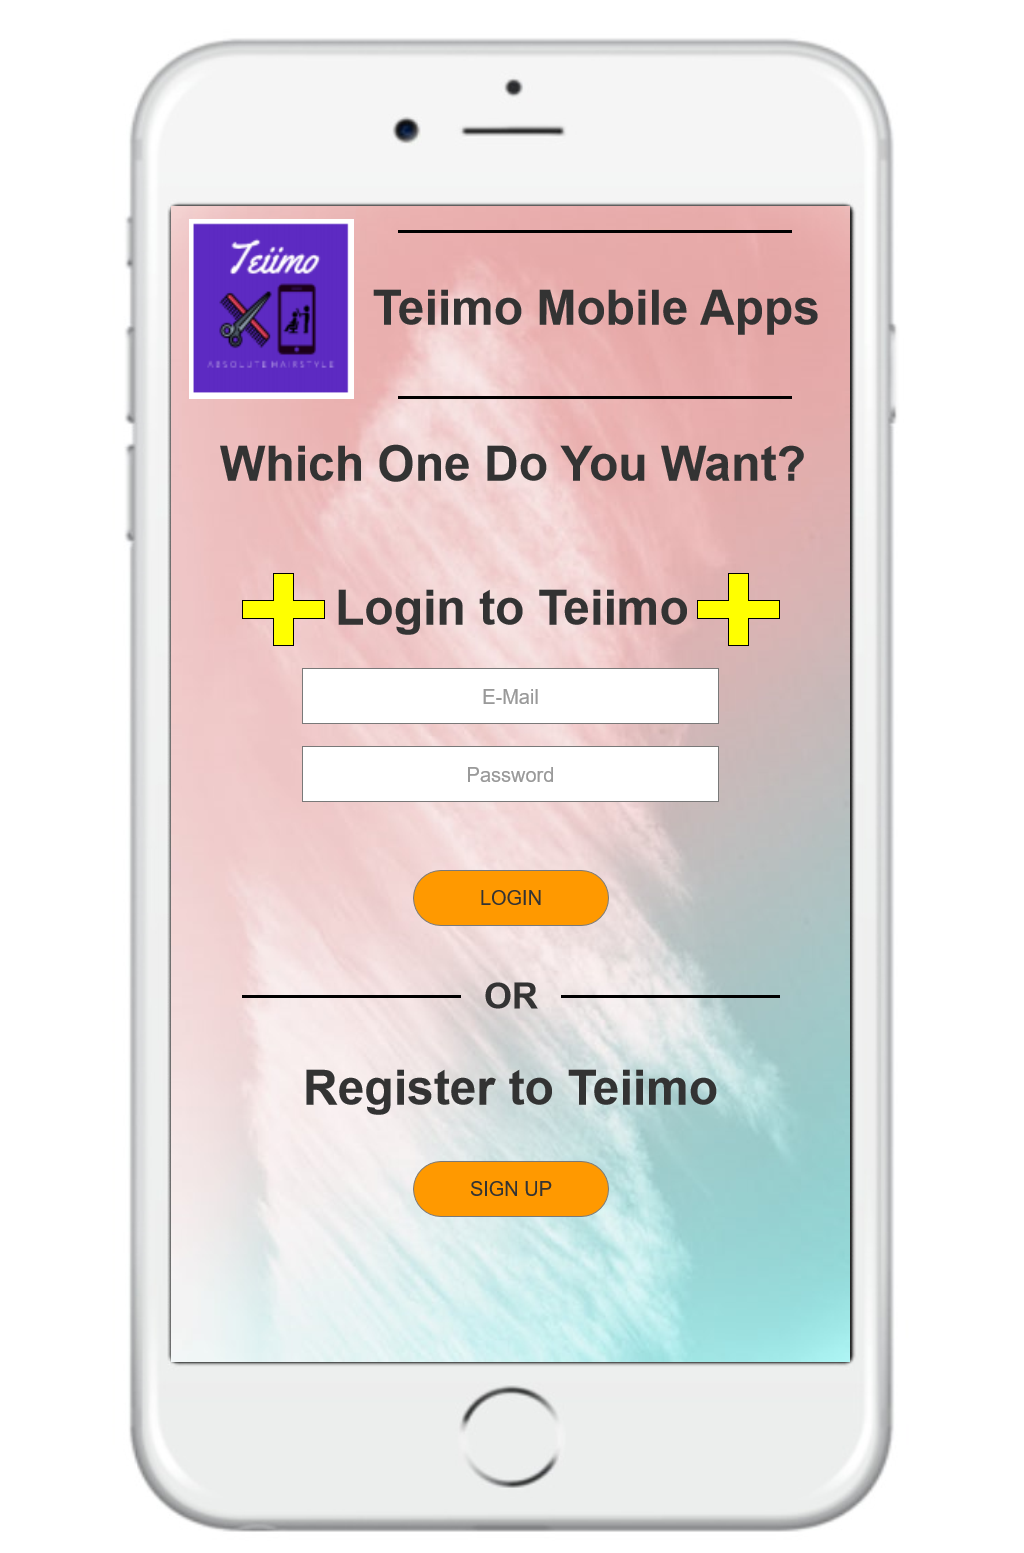 Teiimo
ABSOLUTE HAIRSTYLE
Teiimo Mobile Apps
Which One Do You Want?
Login to Teiimo
E-Mail
Password
LOGIN
OR
Register to Teiimo
SIGN UP